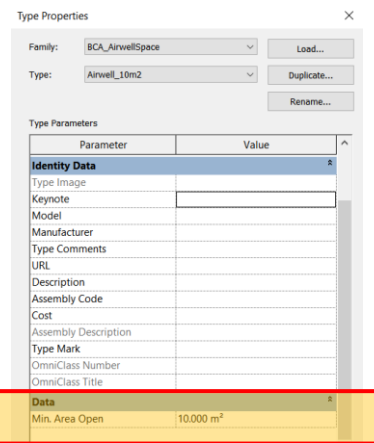 Type Properties
Family: BCA_AirwellSpace Load...
Type: Airwell_10m2 Duplicate...
Rename...
Type Parameters
Parameter Value
Identity Data
Type Image
Keynote
Model
Manufacturer
Type Comments
URL
Description
Assembly Code
Cost
Assembly Description
Type Mark
OmniClass Number
OmniClass Title
Data
Min. Area Open 10.000 m²